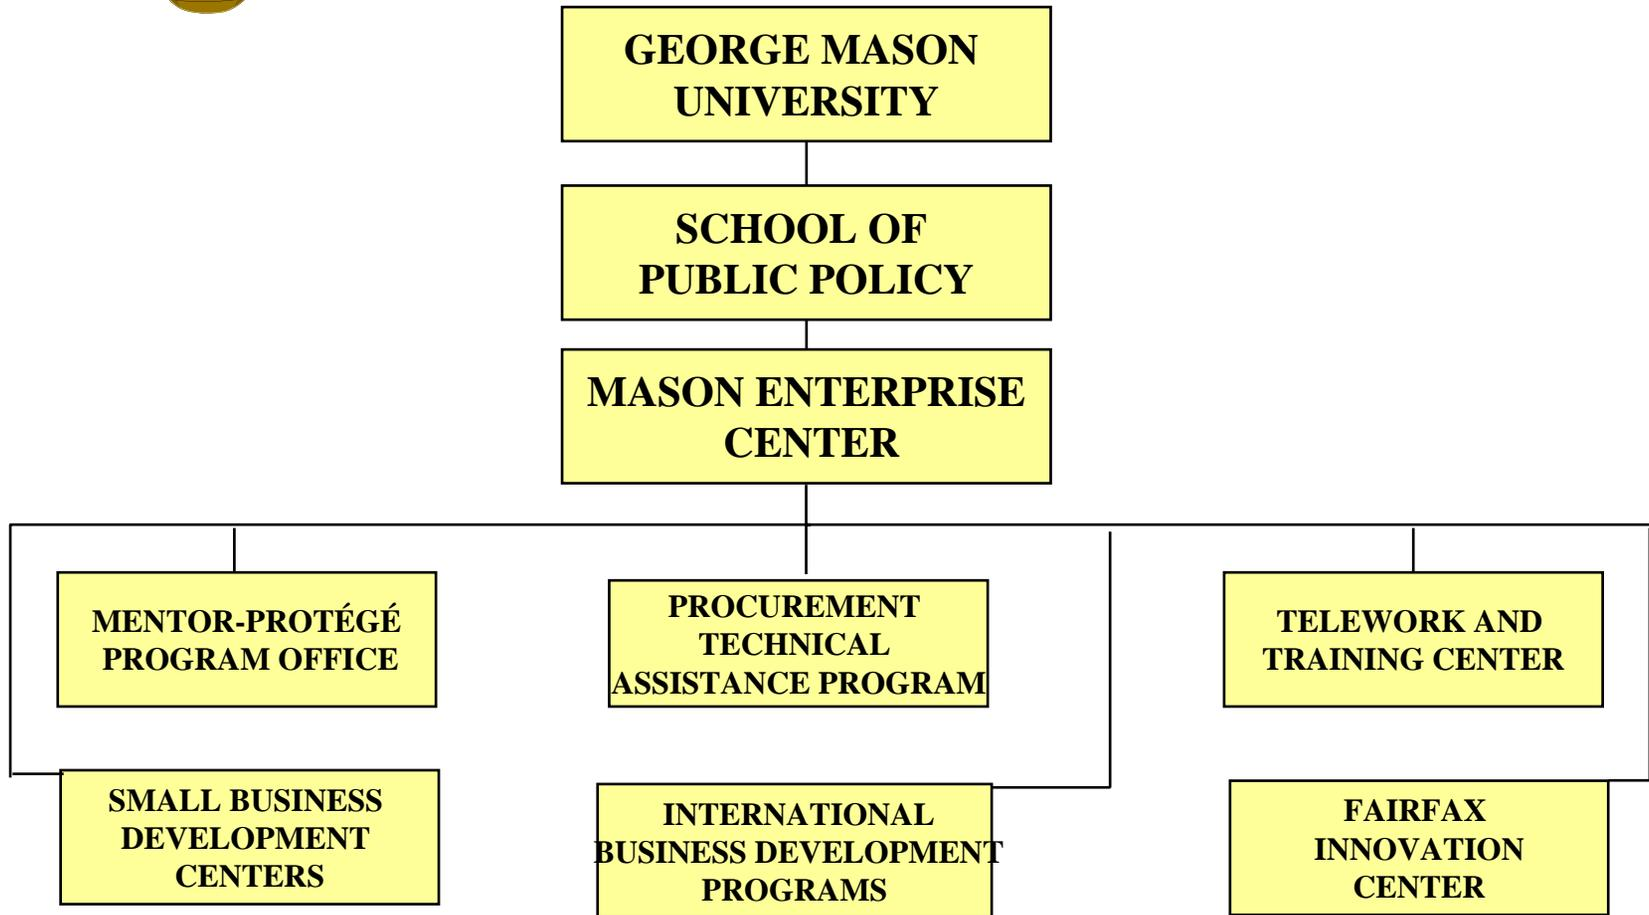 GEORGE MASON
UNIVERSITY
SCHOOL OF
PUBLIC POLICY
MASON ENTERPRISE
CENTER
MENTOR-PROTÉGÉ
PROGRAM OFFICE
PROCUREMENT
TECHNICAL
ASSISTANCE PROGRAM
TELEWORK AND
TRAINING CENTER
SMALL BUSINESS
DEVELOPMENT
CENTERS
INTERNATIONAL
BUSINESS DEVELOPMENT
PROGRAMS
FAIRFAX
INNOVATION
CENTER